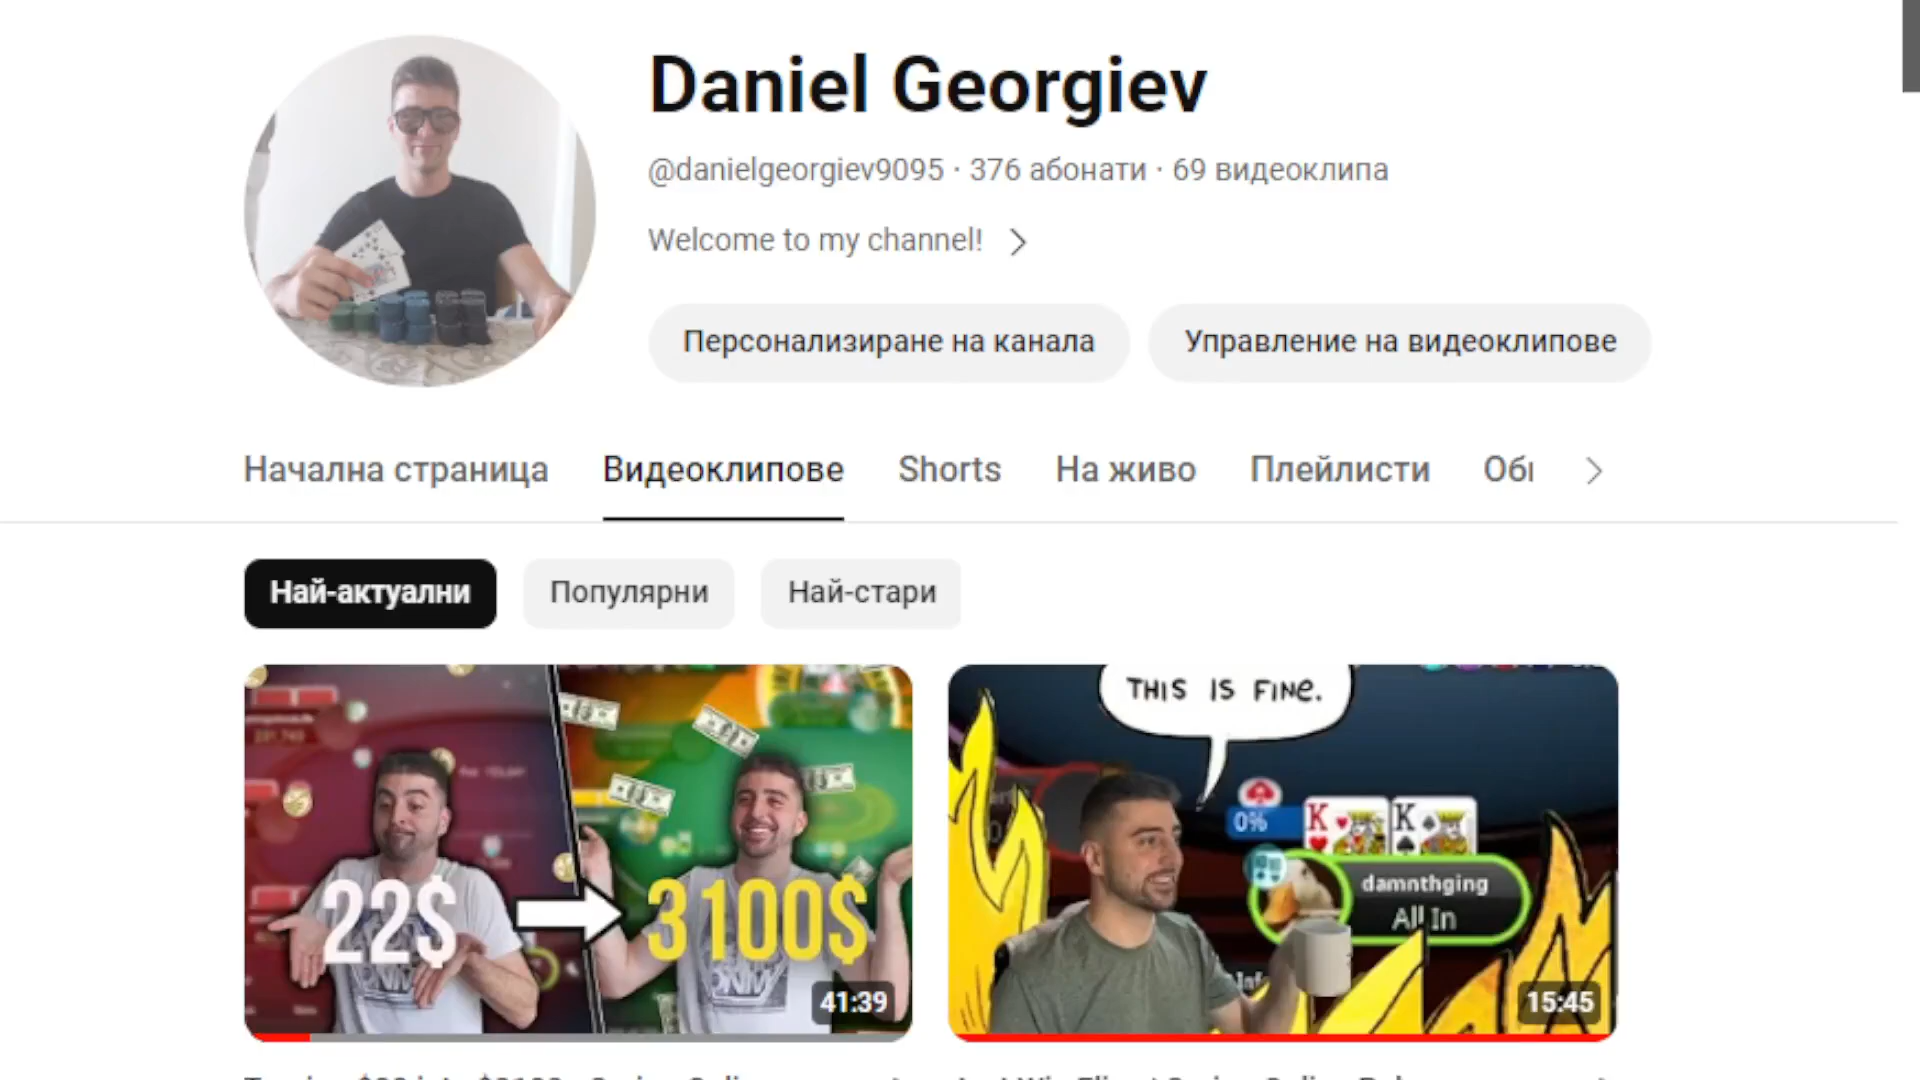 Daniel Georgiev
@danielgeorgiev9095 · 376 абонати · 69 видеоклипа
Welcome to my channel!
Персонализиране на канала
Управление на видеоклипове
Начална страница
Видеоклипове
Shorts
На живо
Плейлисти
Най-актуални
Популярни
Най-стари
22$
3100$
41:39
THIS IS FINE.
0%
K
K
damnthging
All In
15:45